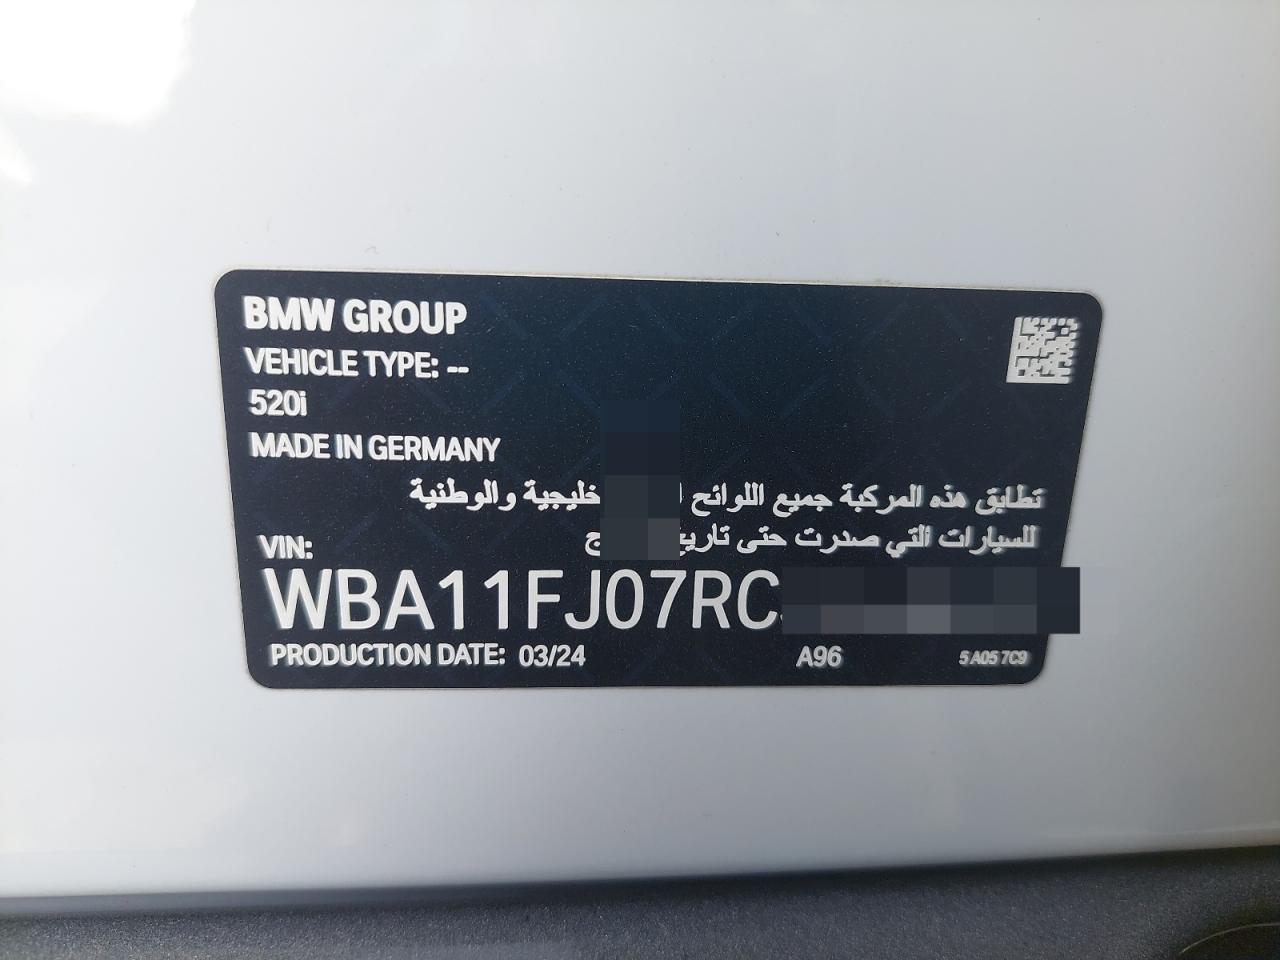 BMW GROUP
VEHICLE TYPE: --
520i
MADE IN GERMANY
تطابق هذه المركبة جميع اللوائح خليجية والوطنية
للسيارات التي صدرت حتى
VIN:
WBA11FJ07RC
PRODUCTION DATE: 03/24 A96 5 A05 7C9